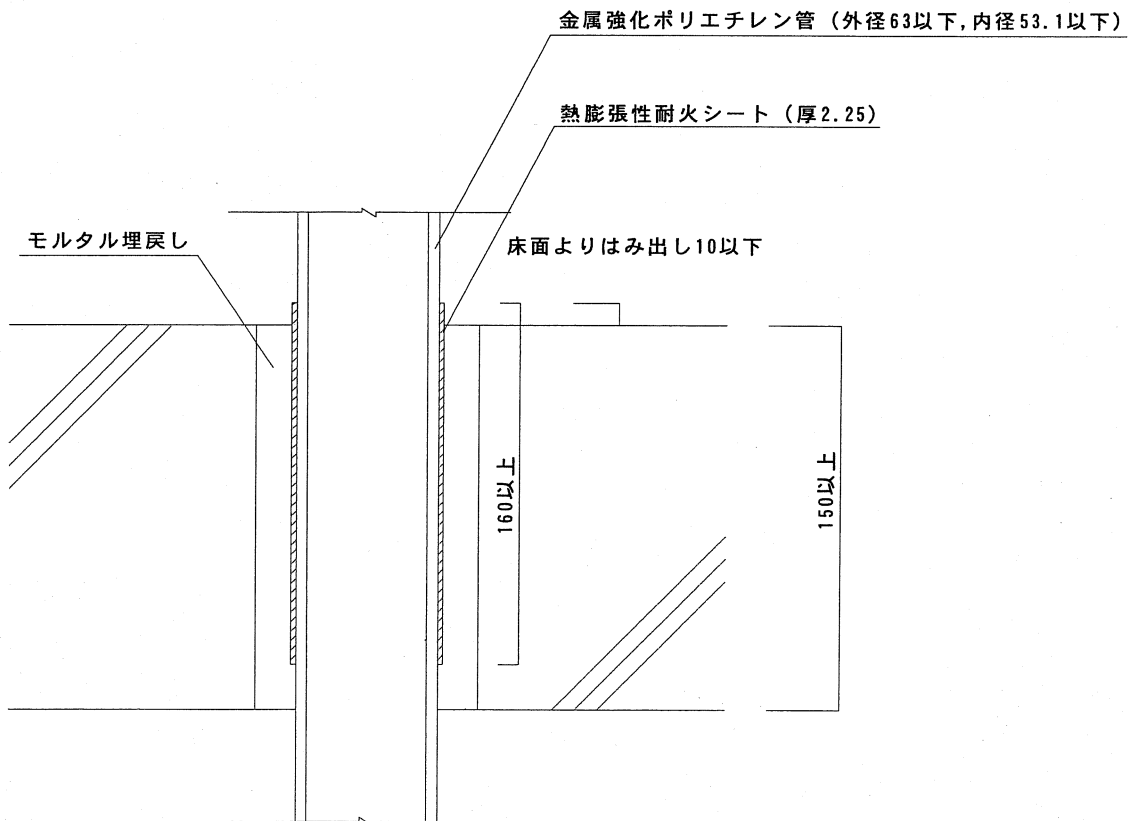 金属強化ポリエチレン管（外径63以下,内径53.1以下）
熱膨張性耐火シート（厚2.25）
モルタル埋戻し
床面よりはみ出し10以下
160以上
150以上